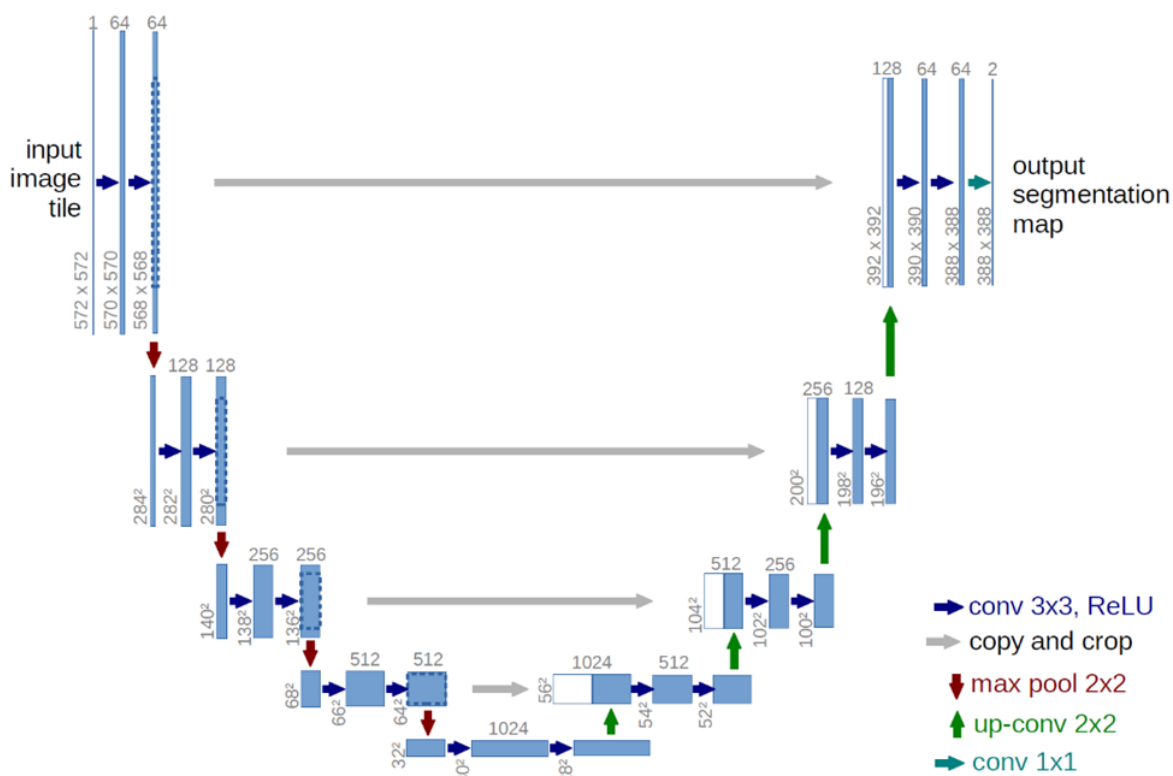 1 64 64
128 64 64 2
input
image
tile
output
segmentation
map
572 x 572
570 x 570
568 x 568
392 x 392
390 x 390
388 x 388
388 x 388
128 128
256 128
284²
282²
280²
200²
198²
196²
256 256
512 256
140²
138²
136²
104²
102²
100²
conv 3x3, ReLU
copy and crop
max pool 2x2
up-conv 2x2
conv 1x1
512 512
1024 512
68²
66²
64²
56²
54²
52²
1024
32²